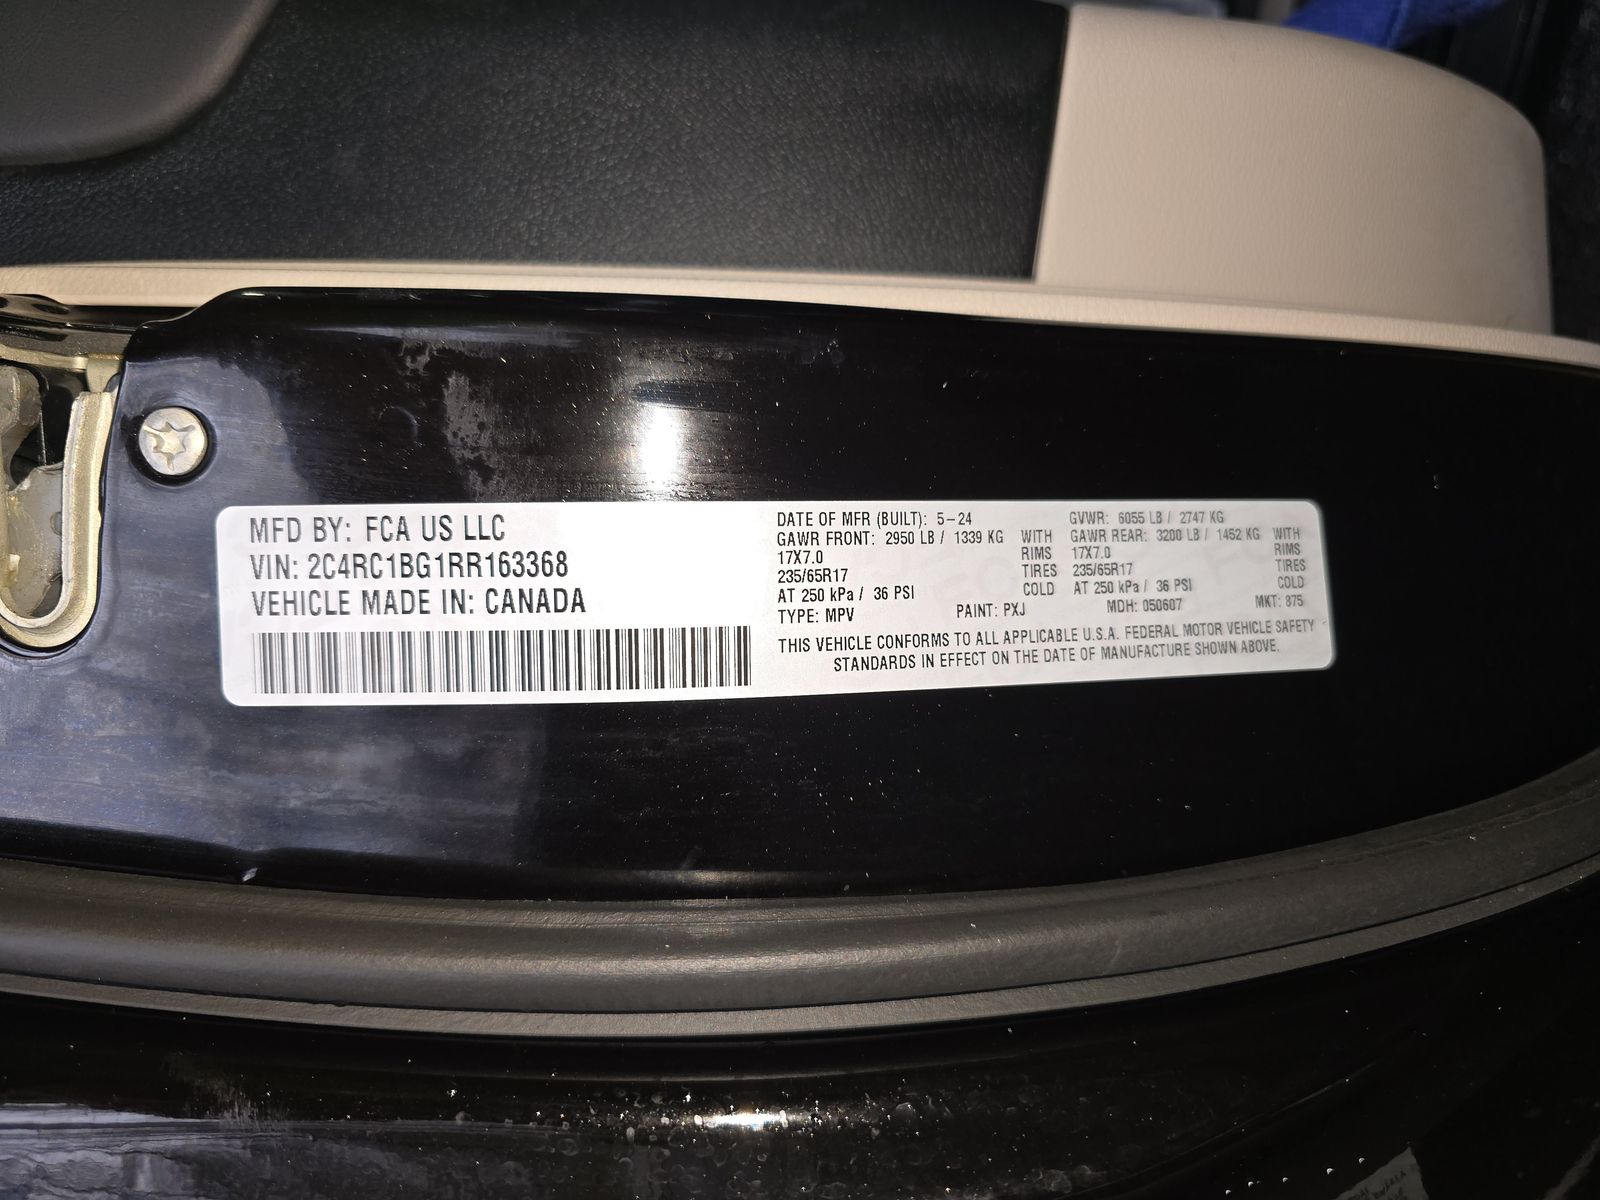 MFD BY: FCA US LLC
VIN: 2C4RC1BG1RR163368
VEHICLE MADE IN: CANADA
DATE OF MFR (BUILT): 5-24 GVWR: 6055 LB / 2747 KG
GAWR FRONT: 2950 LB / 1339 KG WITH GAWR REAR: 3200 LB / 1452 KG WITH
17X7.0 RIMS 17X7.0 RIMS
235/65R17 TIRES 235/65R17 TIRES
AT 250 kPa / 36 PSI COLD AT 250 kPa / 36 PSI COLD
TYPE: MPV PAINT: PXJ MDH: 050607 MKT: 875
THIS VEHICLE CONFORMS TO ALL APPLICABLE U.S.A. FEDERAL MOTOR VEHICLE SAFETY
STANDARDS IN EFFECT ON THE DATE OF MANUFACTURE SHOWN ABOVE.